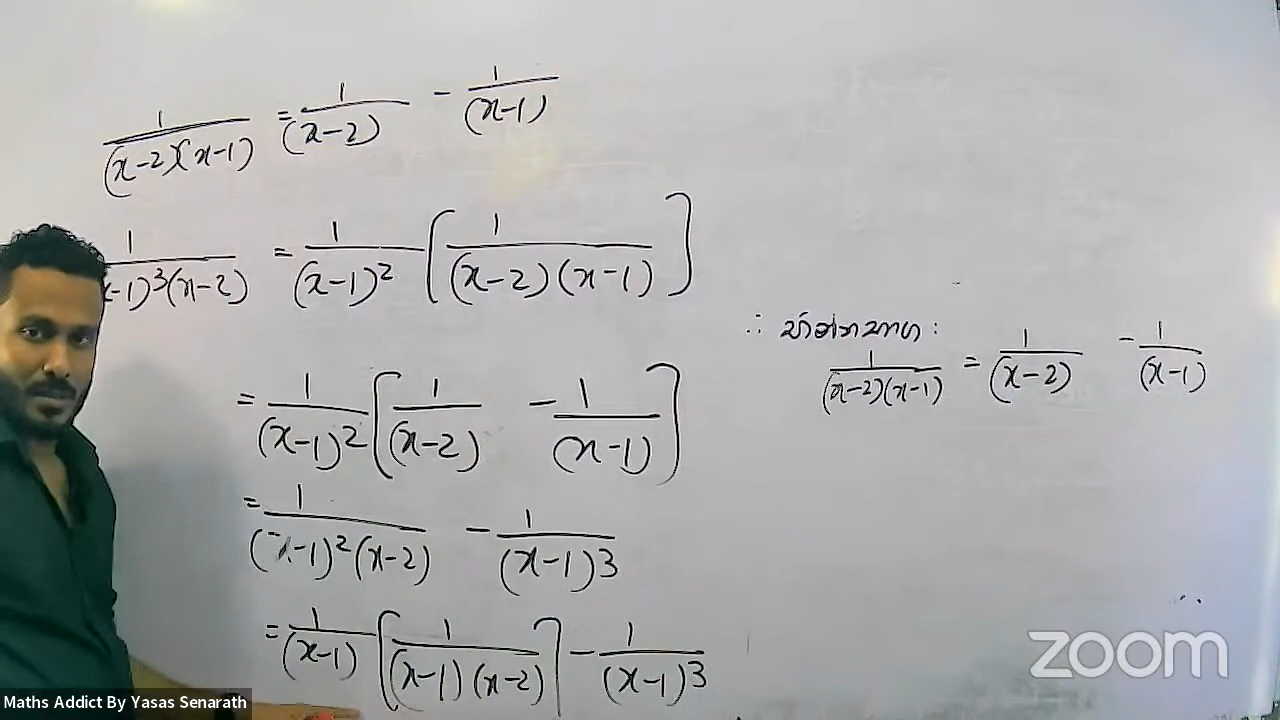 1/((x-2)(x-1)) = 1/(x-2) - 1/(x-1)
1/(x-1)³(x-2) = 1/(x-1)² [1/((x-2)(x-1))]
= 1/(x-1)² [1/(x-2) - 1/(x-1)]
= 1/((x-1)²(x-2)) - 1/(x-1)³
= 1/(x-1) [1/((x-1)(x-2))] - 1/(x-1)³
∴ :
1/((x-2)(x-1)) = 1/(x-2) - 1/(x-1)
zoom
Maths Addict By Yasas Senarath